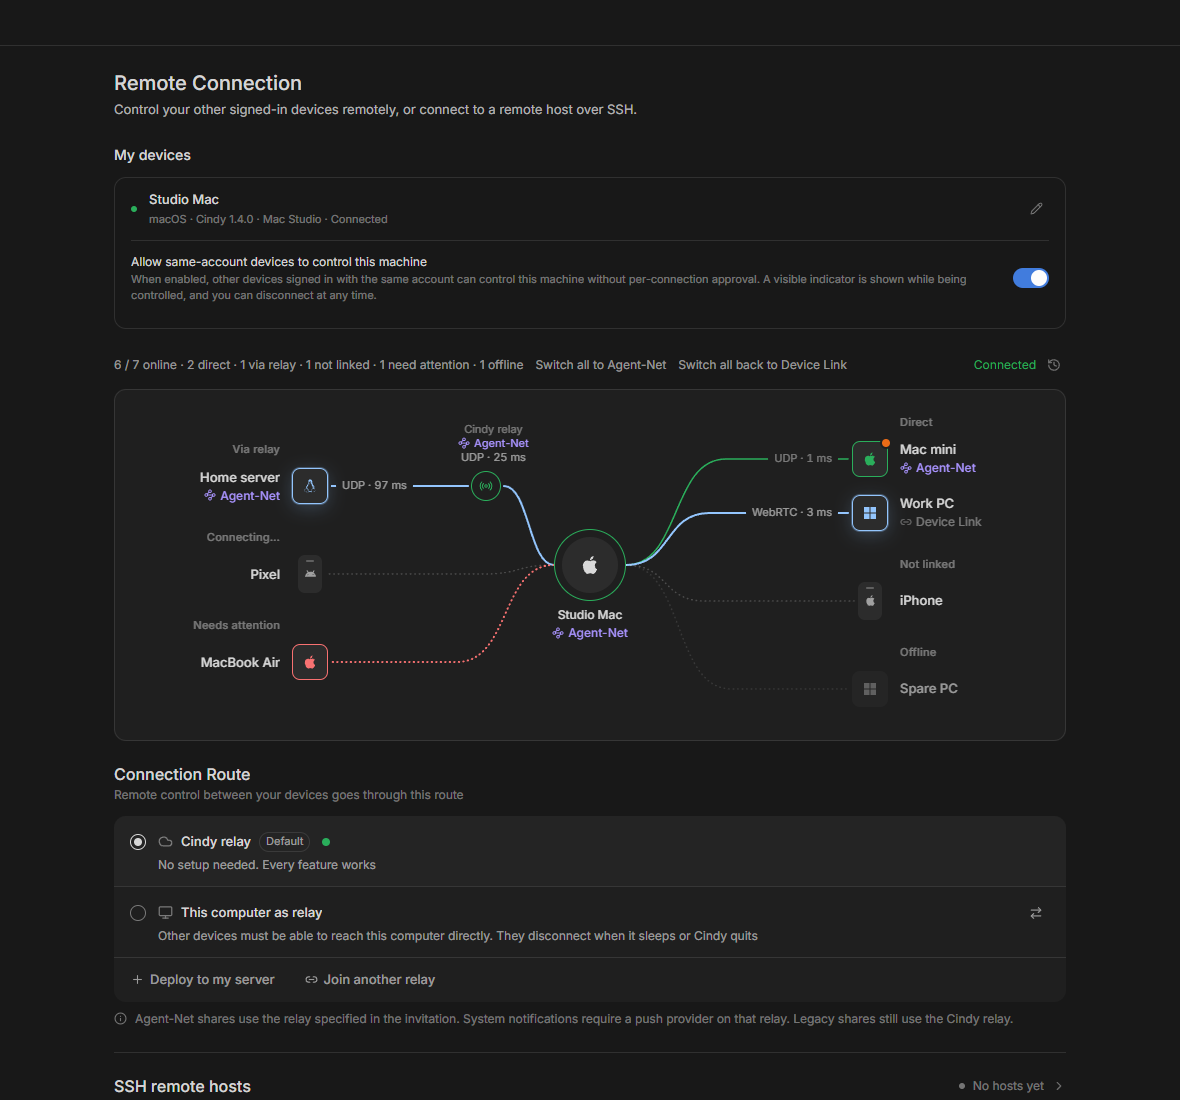 Remote Connection
Control your other signed-in devices remotely, or connect to a remote host over SSH.
My devices
Studio Mac
macOS · Cindy 1.4.0 · Mac Studio · Connected
Allow same-account devices to control this machine
When enabled, other devices signed in with the same account can control this machine without per-connection approval. A visible indicator is shown while being
controlled, and you can disconnect at any time.
6 / 7 online · 2 direct · 1 via relay · 1 not linked · 1 need attention · 1 offline Switch all to Agent-Net Switch all back to Device Link Connected
Via relay
Home server
Agent-Net
UDP · 97 ms
Cindy relay
Agent-Net
UDP · 25 ms
Connecting...
Pixel
Needs attention
MacBook Air
Studio Mac
Agent-Net
Direct
UDP · 1 ms
Mac mini
Agent-Net
WebRTC · 3 ms
Work PC
Device Link
Not linked
iPhone
Offline
Spare PC
Connection Route
Remote control between your devices goes through this route
Cindy relay Default
No setup needed. Every feature works
This computer as relay
Other devices must be able to reach this computer directly. They disconnect when it sleeps or Cindy quits
Deploy to my server Join another relay
Agent-Net shares use the relay specified in the invitation. System notifications require a push provider on that relay. Legacy shares still use the Cindy relay.
SSH remote hosts No hosts yet